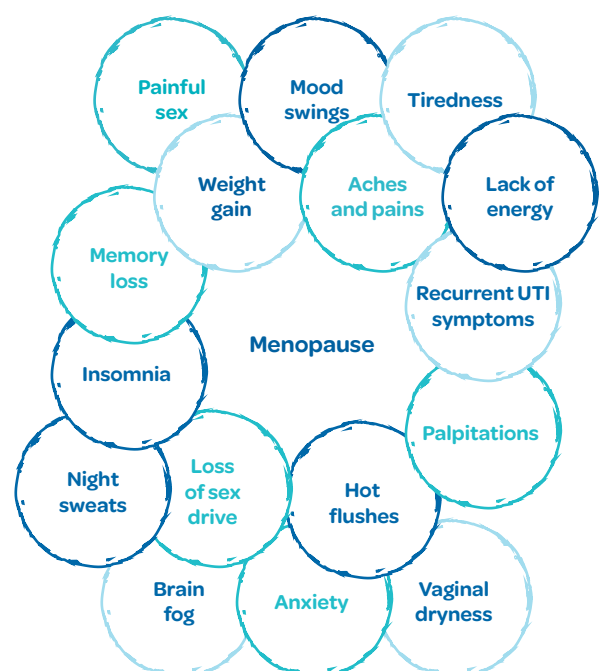 Painful
sex
Mood
swings
Tiredness
Weight
gain
Aches
and pains
Lack of
energy
Memory
loss
Recurrent UTI
symptoms
Menopause
Insomnia
Palpitations
Night
sweats
Loss
of sex
drive
Hot
flushes
Brain
fog
Anxiety
Vaginal
dryness